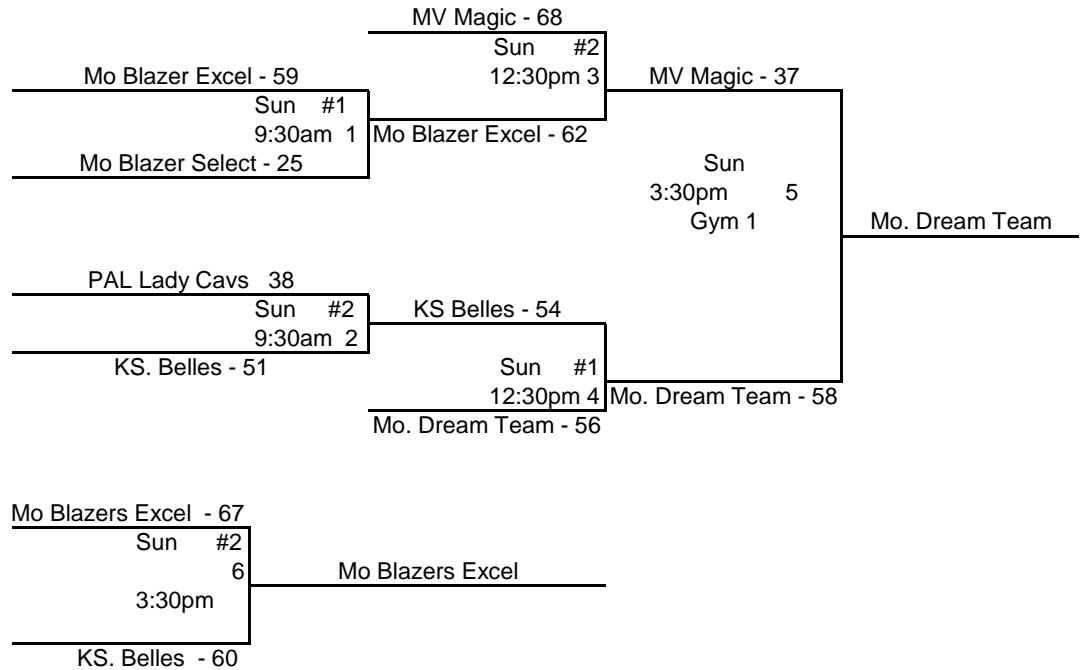 MV Magic - 68
Sun #2
Mo Blazer Excel - 59
12:30pm 3
MV Magic - 37
Sun #1
9:30am 1
Mo Blazer Excel - 62
Mo Blazer Select - 25
Sun
3:30pm 5
Gym 1
Mo. Dream Team
PAL Lady Cavs 38
Sun #2
KS Belles - 54
9:30am 2
KS. Belles - 51
Sun #1
12:30pm 4
Mo. Dream Team - 58
Mo. Dream Team - 56
Mo Blazers Excel - 67
Sun #2
6
Mo Blazers Excel
3:30pm
KS. Belles - 60